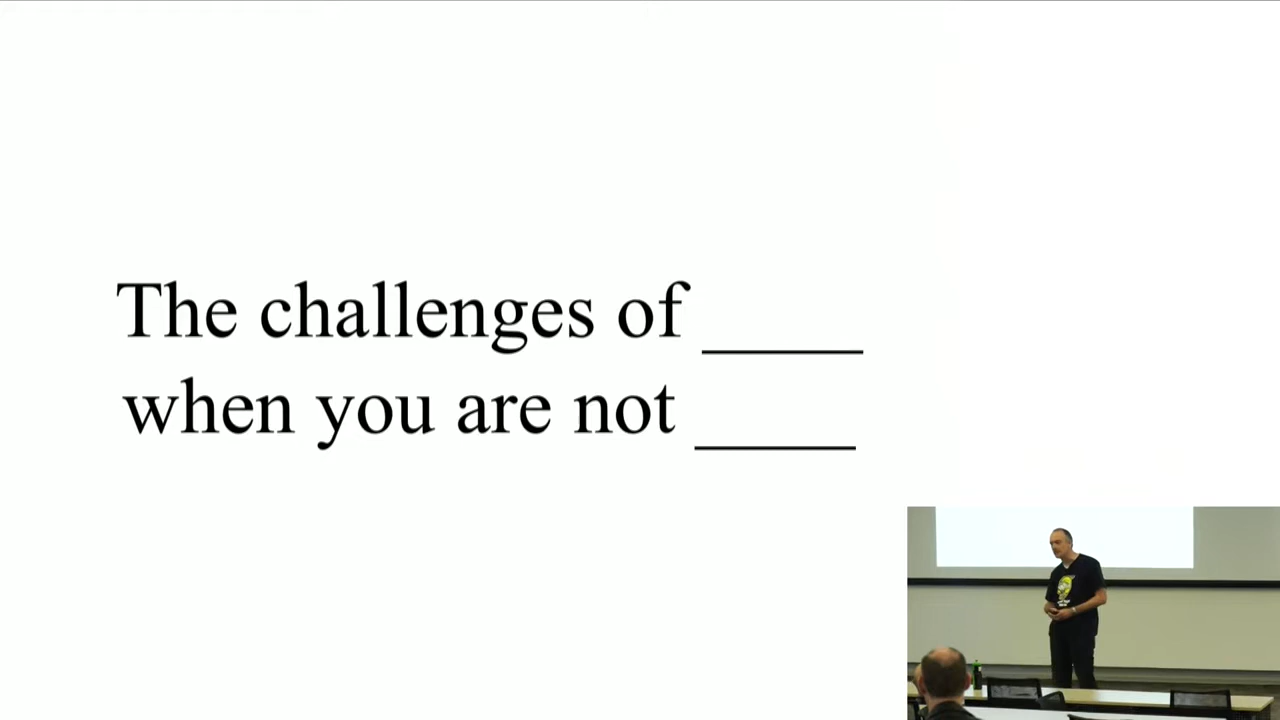 The challenges of _____
when you are not _____